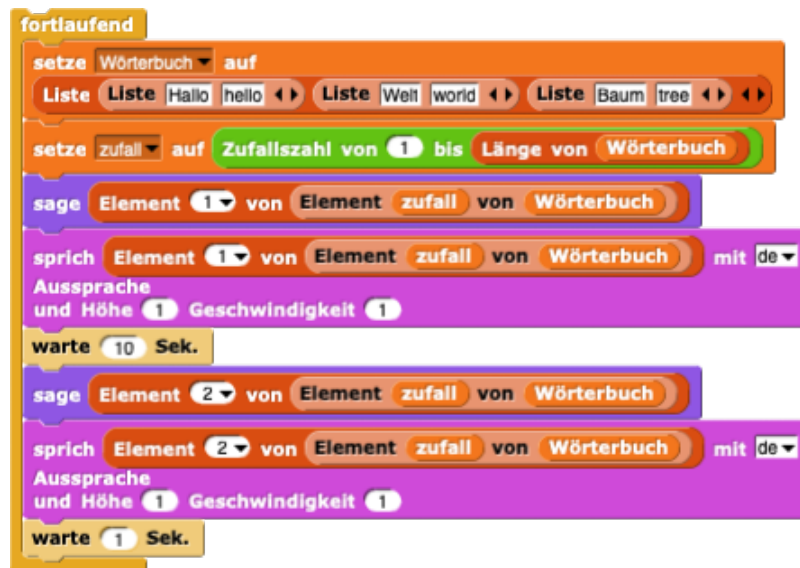 fortlaufend
setze Wörterbuch auf
Liste Liste Hallo hello Liste Welt world Liste Baum tree
setze zufall auf Zufallszahl von 1 bis Länge von Wörterbuch
sage Element 1 von Element zufall von Wörterbuch
sprich Element 1 von Element zufall von Wörterbuch mit de
Aussprache
und Höhe 1 Geschwindigkeit 1
warte 10 Sek.
sage Element 2 von Element zufall von Wörterbuch
sprich Element 2 von Element zufall von Wörterbuch mit de
Aussprache
und Höhe 1 Geschwindigkeit 1
warte 1 Sek.